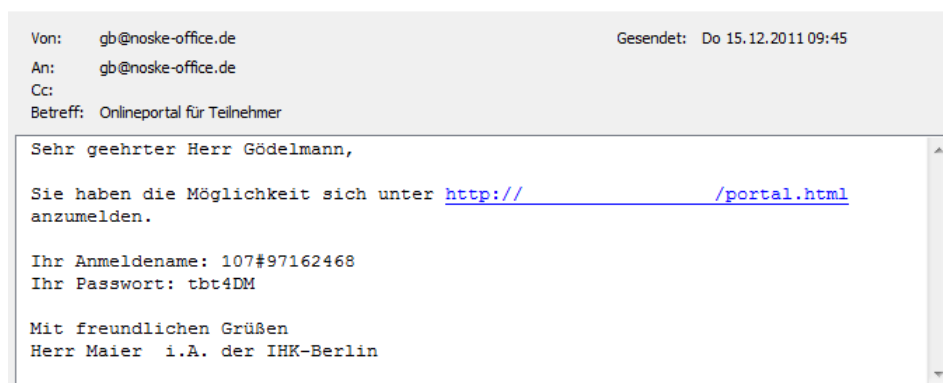 Von: gb@noske-office.de Gesendet: Do 15.12.2011 09:45
An: gb@noske-office.de
Cc:
Betreff: Onlineportal für Teilnehmer
Sehr geehrter Herr Gödelmann,
Sie haben die Möglichkeit sich unter http:// /portal.html
anzumelden.
Ihr Anmeldename: 107#97162468
Ihr Passwort: tbt4DM
Mit freundlichen Grüßen
Herr Maier i.A. der IHK-Berlin